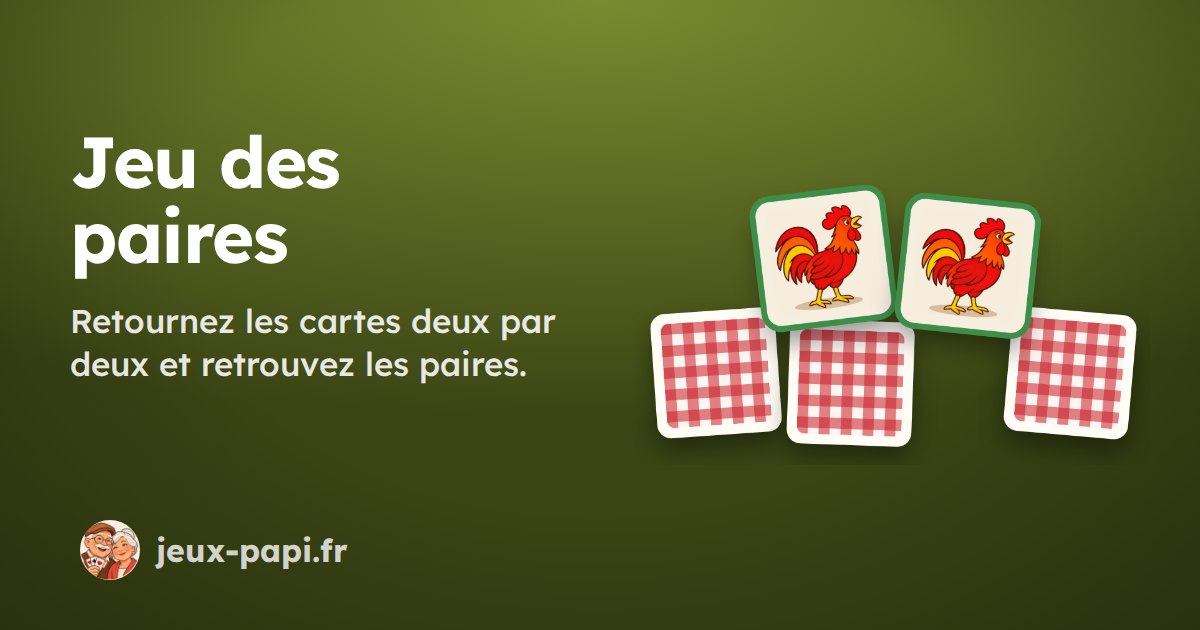 Jeu des
paires
Retournez les cartes deux par
deux et retrouvez les paires.
jeux-papi.fr